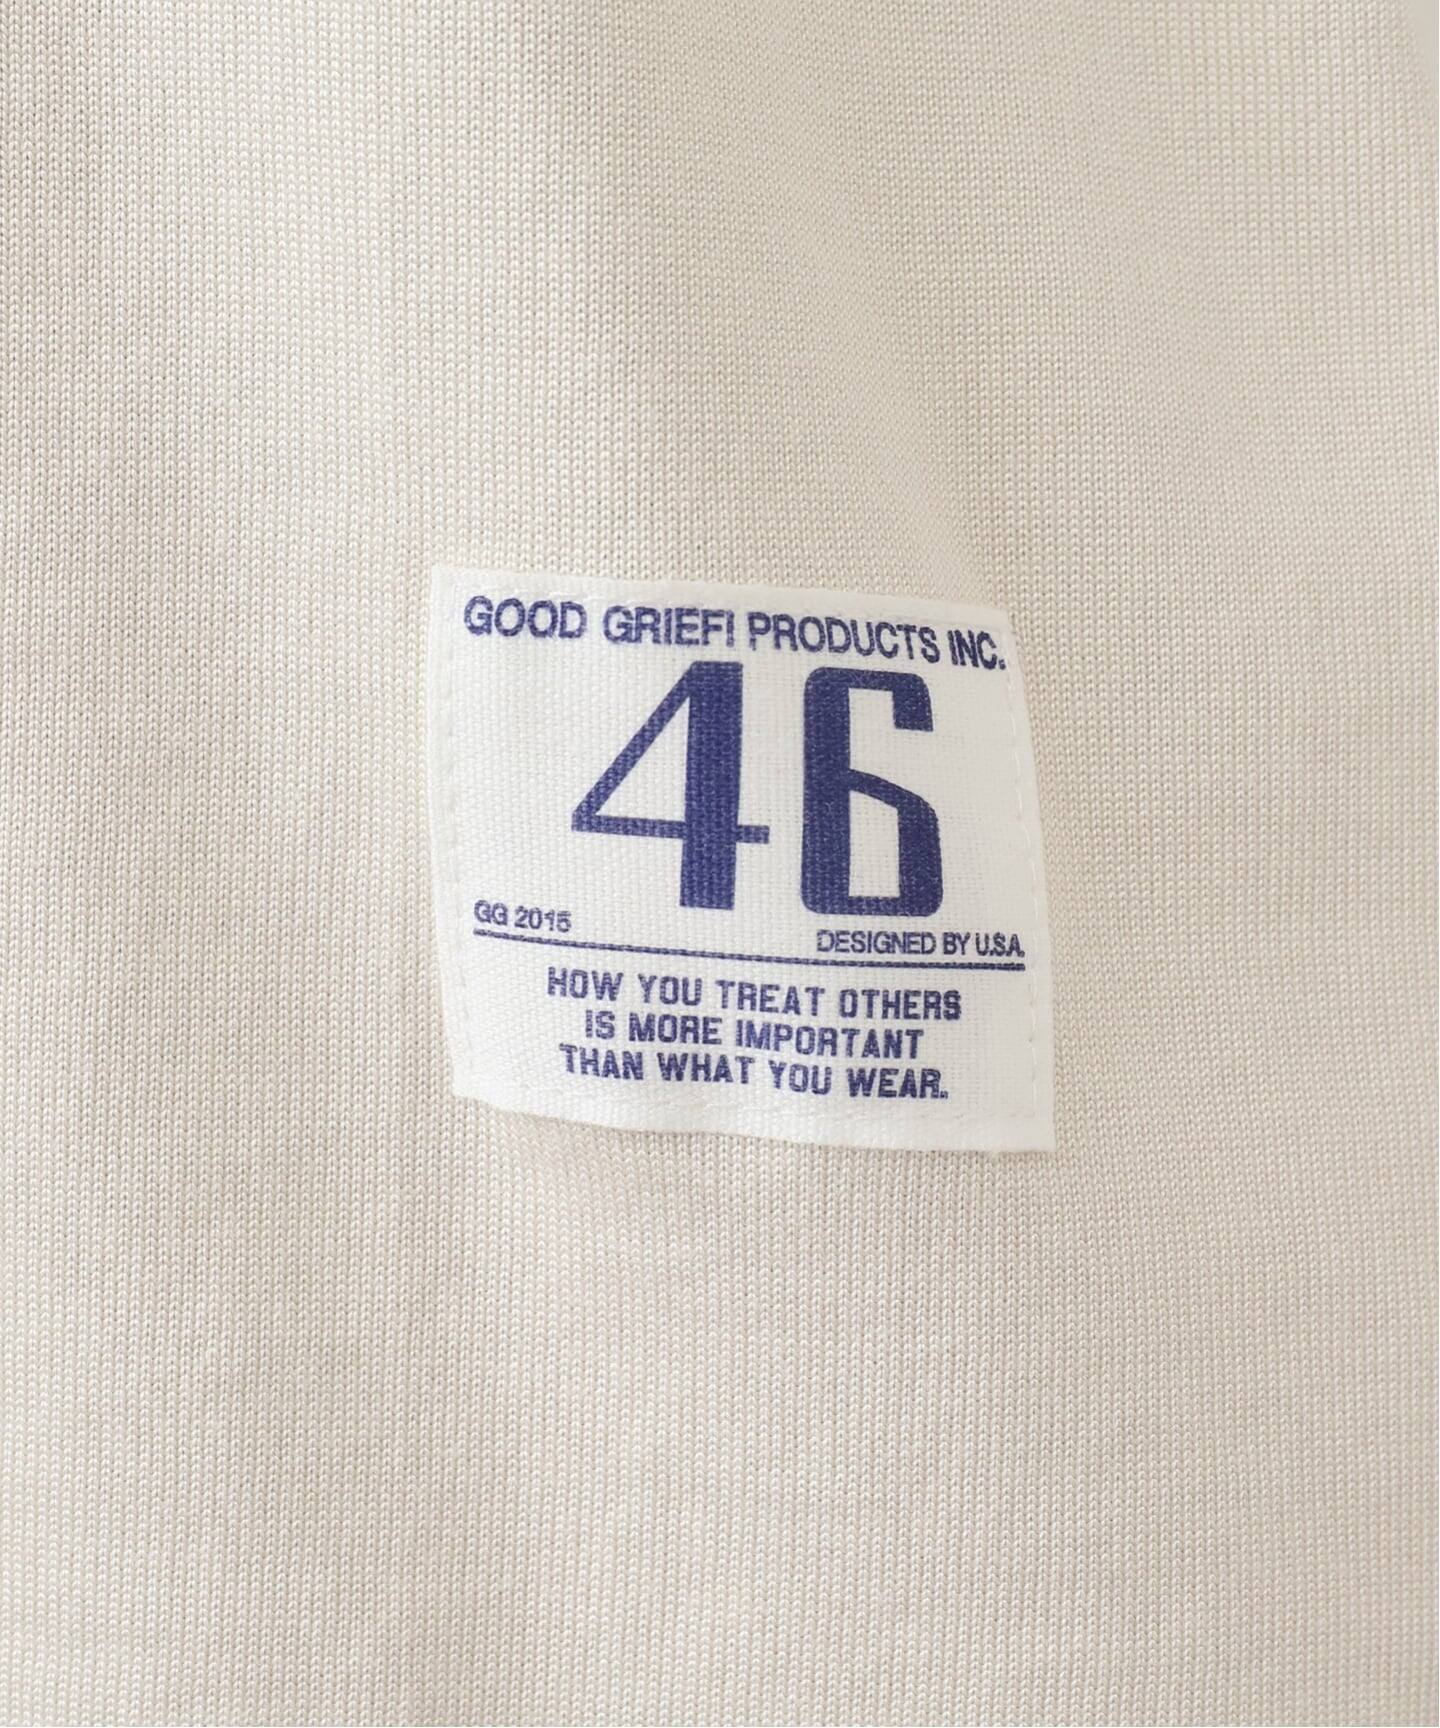 GOOD GRIEF! PRODUCTS INC.
46
GG 2015
DESIGNED BY U.S.A.
HOW YOU TREAT OTHERS
IS MORE IMPORTANT
THAN WHAT YOU WEAR.